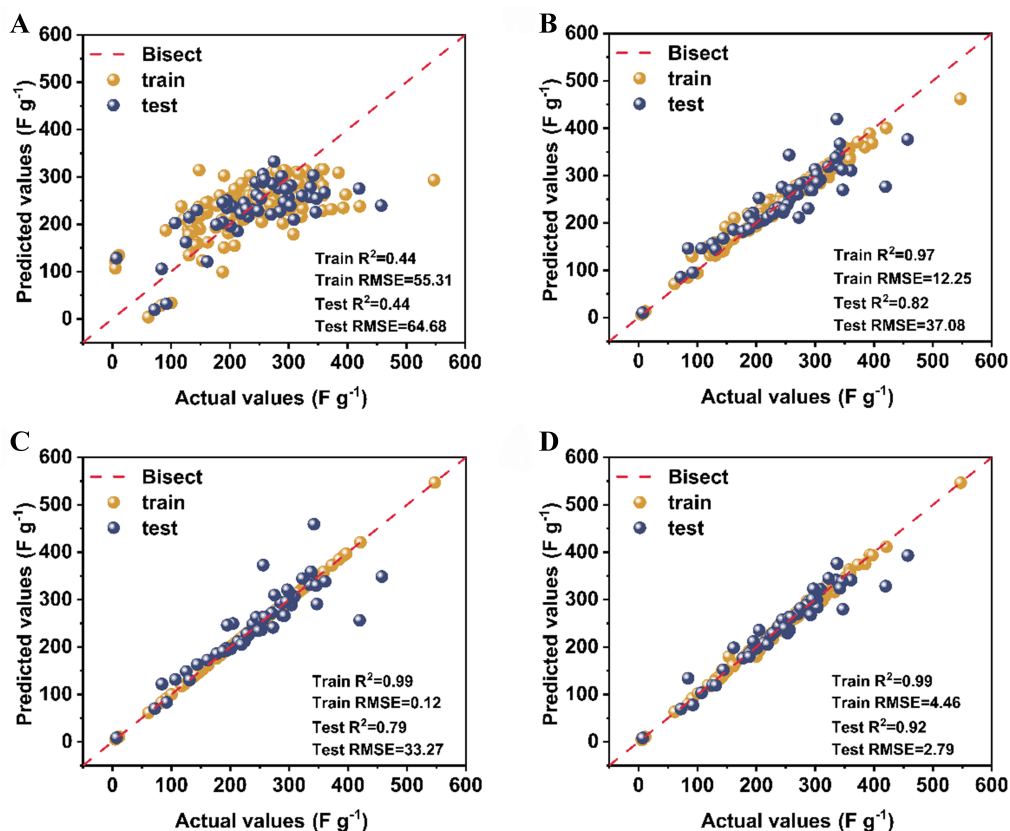 A
Bisect
train
test
Predicted values (F g⁻¹)
600
500
400
300
200
100
0
Train R²=0.44
Train RMSE=55.31
Test R²=0.44
Test RMSE=64.68
0 100 200 300 400 500 600
Actual values (F g⁻¹)
B
Bisect
train
test
Predicted values (F g⁻¹)
600
500
400
300
200
100
0
Train R²=0.97
Train RMSE=12.25
Test R²=0.82
Test RMSE=37.08
0 100 200 300 400 500 600
Actual values (F g⁻¹)
C
Bisect
train
test
Predicted values (F g⁻¹)
600
500
400
300
200
100
0
Train R²=0.99
Train RMSE=0.12
Test R²=0.79
Test RMSE=33.27
0 100 200 300 400 500 600
Actual values (F g⁻¹)
D
Bisect
train
test
Predicted values (F g⁻¹)
600
500
400
300
200
100
0
Train R²=0.99
Train RMSE=4.46
Test R²=0.92
Test RMSE=2.79
0 100 200 300 400 500 600
Actual values (F g⁻¹)